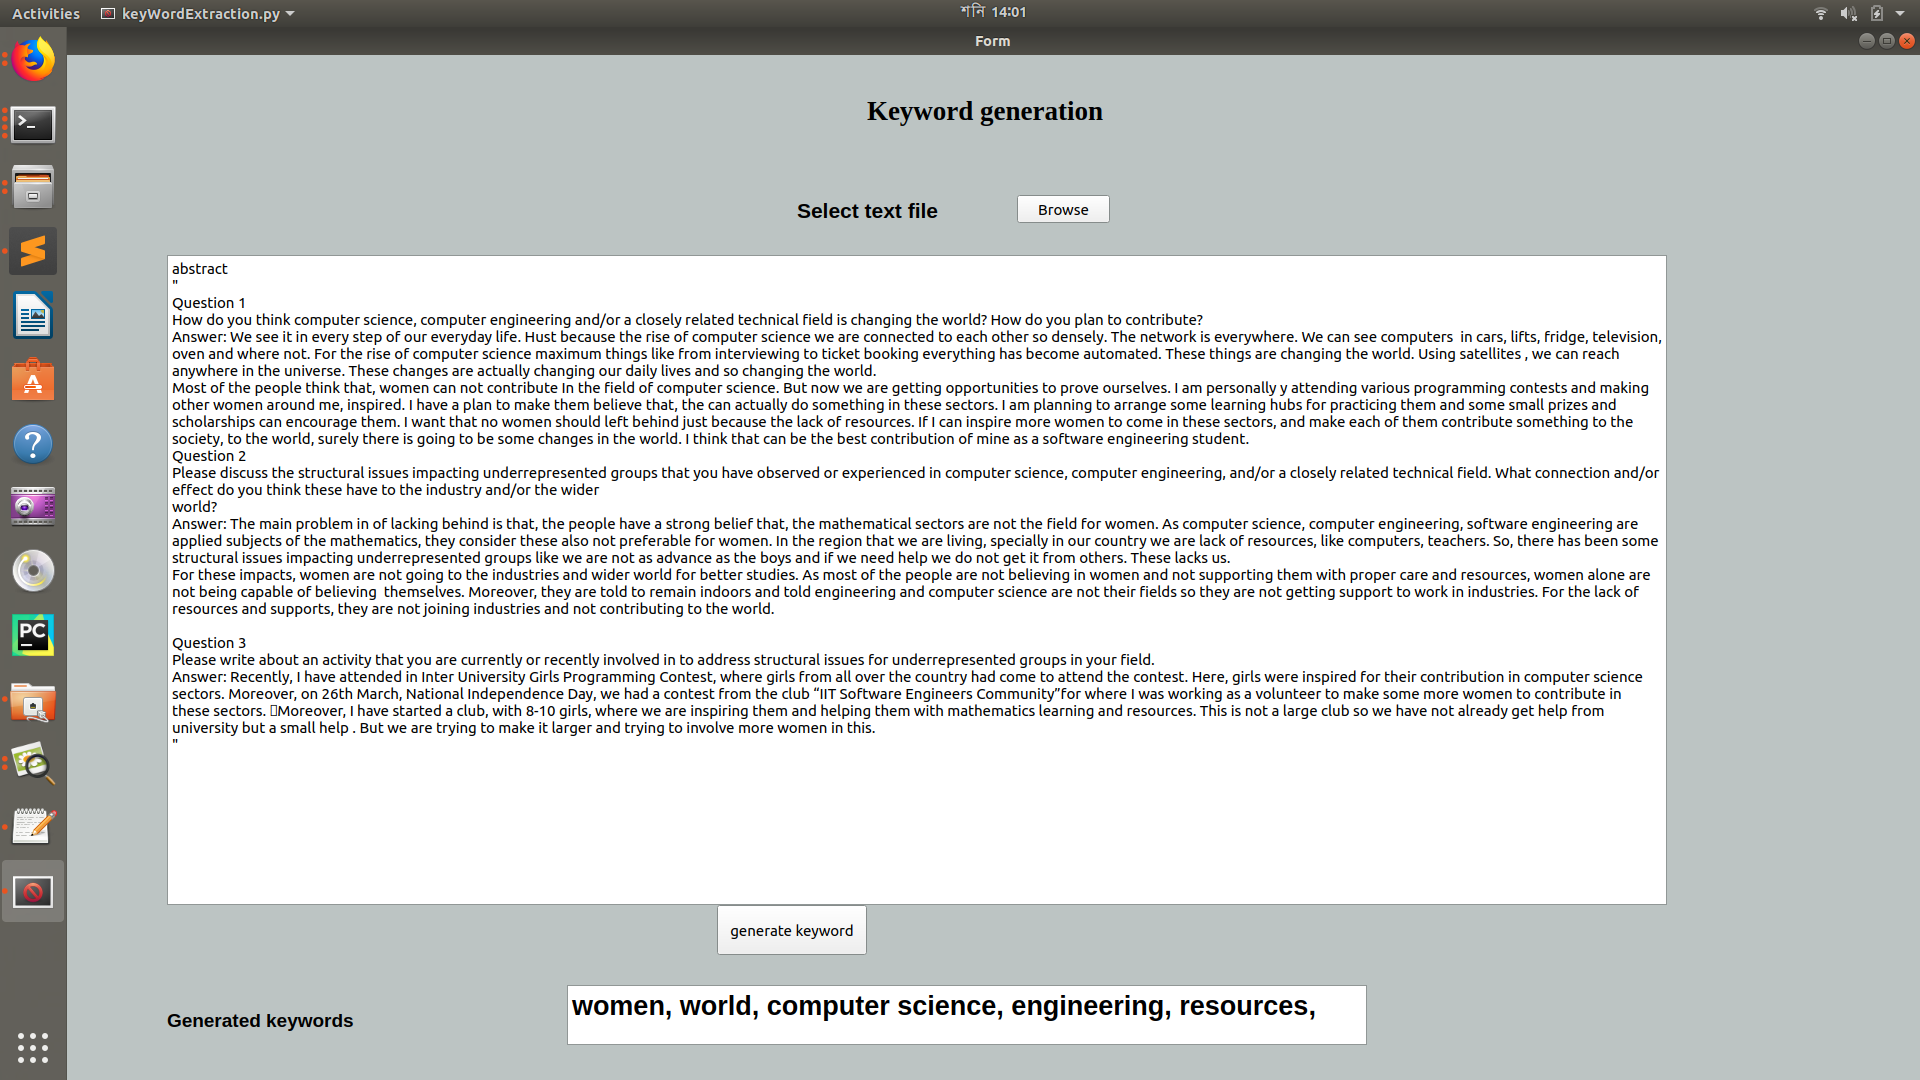 Activities
keyWordExtraction.py
শনি 14:01
Form
Keyword generation
Select text file
Browse
abstract
"
Question 1
How do you think computer science, computer engineering and/or a closely related technical field is changing the world? How do you plan to contribute?
Answer: We see it in every step of our everyday life. Hust because the rise of computer science we are connected to each other so densely. The network is everywhere. We can see computers  in cars, lifts, fridge, television,
oven and where not. For the rise of computer science maximum things like from interviewing to ticket booking everything has become automated. These things are changing the world. Using satellites , we can reach
anywhere in the universe. These changes are actually changing our daily lives and so changing the world.
Most of the people think that, women can not contribute In the field of computer science. But now we are getting opportunities to prove ourselves. I am personally y attending various programming contests and making
other women around me, inspired. I have a plan to make them believe that, the can actually do something in these sectors. I am planning to arrange some learning hubs for practicing them and some small prizes and
scholarships can encourage them. I want that no women should left behind just because the lack of resources. If I can inspire more women to come in these sectors, and make each of them contribute something to the
society, to the world, surely there is going to be some changes in the world. I think that can be the best contribution of mine as a software engineering student.
Question 2
Please discuss the structural issues impacting underrepresented groups that you have observed or experienced in computer science, computer engineering, and/or a closely related technical field. What connection and/or
effect do you think these have to the industry and/or the wider
world?
Answer: The main problem in of lacking behind is that, the people have a strong belief that, the mathematical sectors are not the field for women. As computer science, computer engineering, software engineering are
applied subjects of the mathematics, they consider these also not preferable for women. In the region that we are living, specially in our country we are lack of resources, like computers, teachers. So, there has been some
structural issues impacting underrepresented groups like we are not as advance as the boys and if we need help we do not get it from others. These lacks us.
For these impacts, women are not going to the industries and wider world for better studies. As most of the people are not believing in women and not supporting them with proper care and resources, women alone are
not being capable of believing  themselves. Moreover, they are told to remain indoors and told engineering and computer science are not their fields so they are not getting support to work in industries. For the lack of
resources and supports, they are not joining industries and not contributing to the world.
Question 3
Please write about an activity that you are currently or recently involved in to address structural issues for underrepresented groups in your field.
Answer: Recently, I have attended in Inter University Girls Programming Contest, where girls from all over the country had come to attend the contest. Here, girls were inspired for their contribution in computer science
sectors. Moreover, on 26th March, National Independence Day, we had a contest from the club “IIT Software Engineers Community”for where I was working as a volunteer to make some more women to contribute in
these sectors. Moreover, I have started a club, with 8-10 girls, where we are inspiring them and helping them with mathematics learning and resources. This is not a large club so we have not already get help from
university but a small help . But we are trying to make it larger and trying to involve more women in this.
"
generate keyword
Generated keywords
women, world, computer science, engineering, resources,